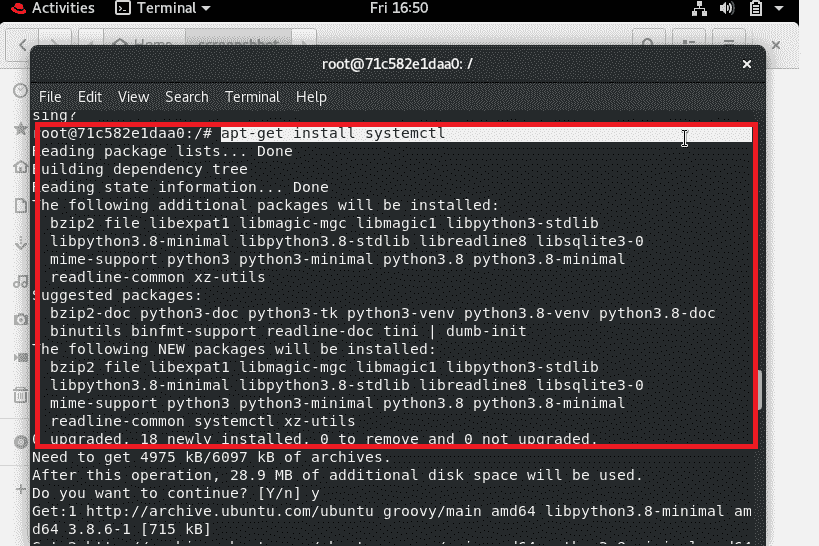 Activities Terminal Fri 16:50
Home screenshhot
root@71c582e1daa0: /
File Edit View Search Terminal Help
sing?
root@71c582e1daa0:/# apt-get install systemctl
Reading package lists... Done
Building dependency tree
Reading state information... Done
The following additional packages will be installed:
bzip2 file libexpat1 libmagic-mgc libmagic1 libpython3-stdlib
libpython3.8-minimal libpython3.8-stdlib libreadline8 libsqlite3-0
mime-support python3 python3-minimal python3.8 python3.8-minimal
readline-common xz-utils
Suggested packages:
bzip2-doc python3-doc python3-tk python3-venv python3.8-venv python3.8-doc
binutils binfmt-support readline-doc tini | dumb-init
The following NEW packages will be installed:
bzip2 file libexpat1 libmagic-mgc libmagic1 libpython3-stdlib
libpython3.8-minimal libpython3.8-stdlib libreadline8 libsqlite3-0
mime-support python3 python3-minimal python3.8 python3.8-minimal
readline-common systemctl xz-utils
0 upgraded, 18 newly installed, 0 to remove and 0 not upgraded.
Need to get 4975 kB/6097 kB of archives.
After this operation, 28.9 MB of additional disk space will be used.
Do you want to continue? [Y/n] y
Get:1 http://archive.ubuntu.com/ubuntu groovy/main amd64 libpython3.8-minimal am
d64 3.8.6-1 [715 kB]